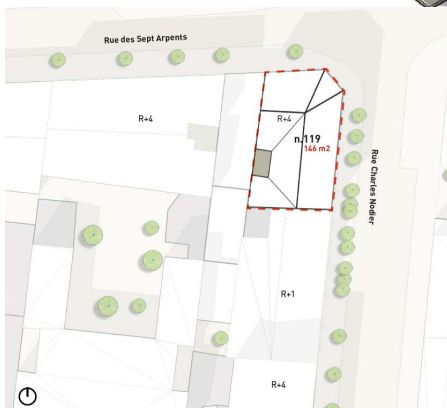 Rue des Sept Arpents
R+4
R+4
n.119
146 m2
Rue Charles Nodier
R+1
R+4